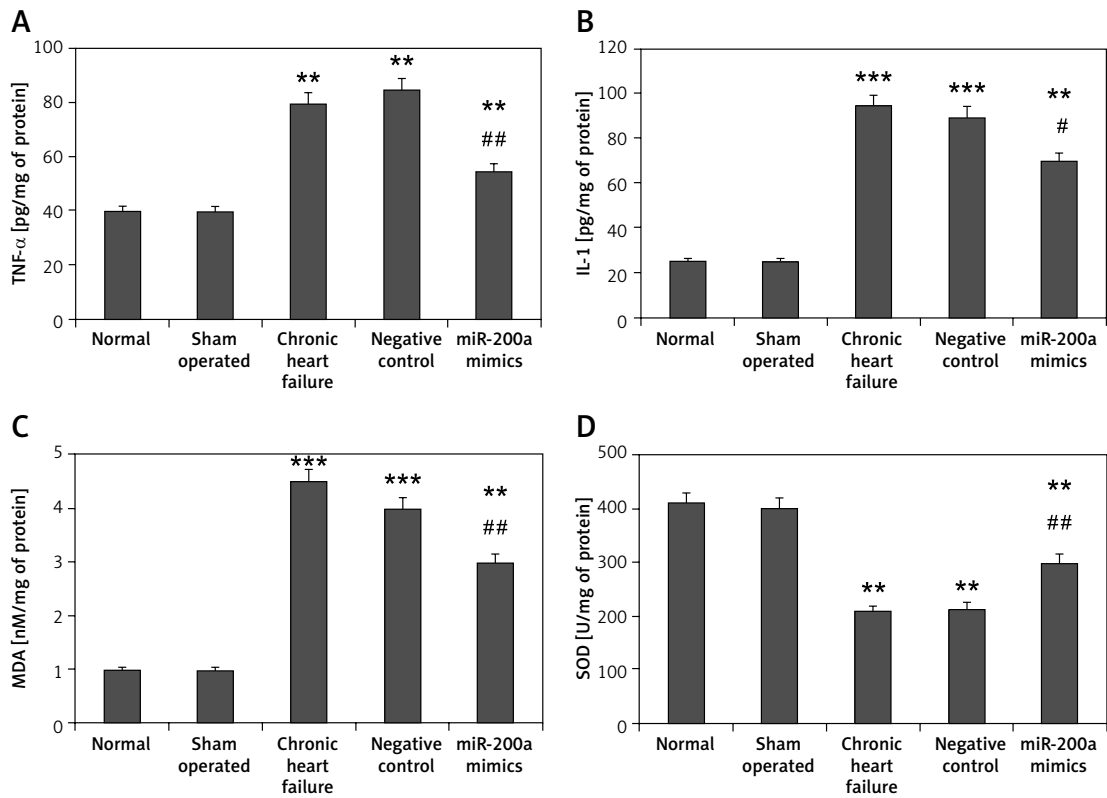 A
TNF-α [pg/mg of protein]
100
80
60
40
20
0
**
**
**
##
Normal
Sham operated
Chronic heart failure
Negative control
miR-200a mimics
B
IL-1 [pg/mg of protein]
120
100
80
60
40
20
0
***
***
**
#
Normal
Sham operated
Chronic heart failure
Negative control
miR-200a mimics
C
MDA [nM/mg of protein]
5
4
3
2
1
0
***
***
**
##
Normal
Sham operated
Chronic heart failure
Negative control
miR-200a mimics
D
SOD [U/mg of protein]
500
400
300
200
100
0
**
**
**
##
Normal
Sham operated
Chronic heart failure
Negative control
miR-200a mimics